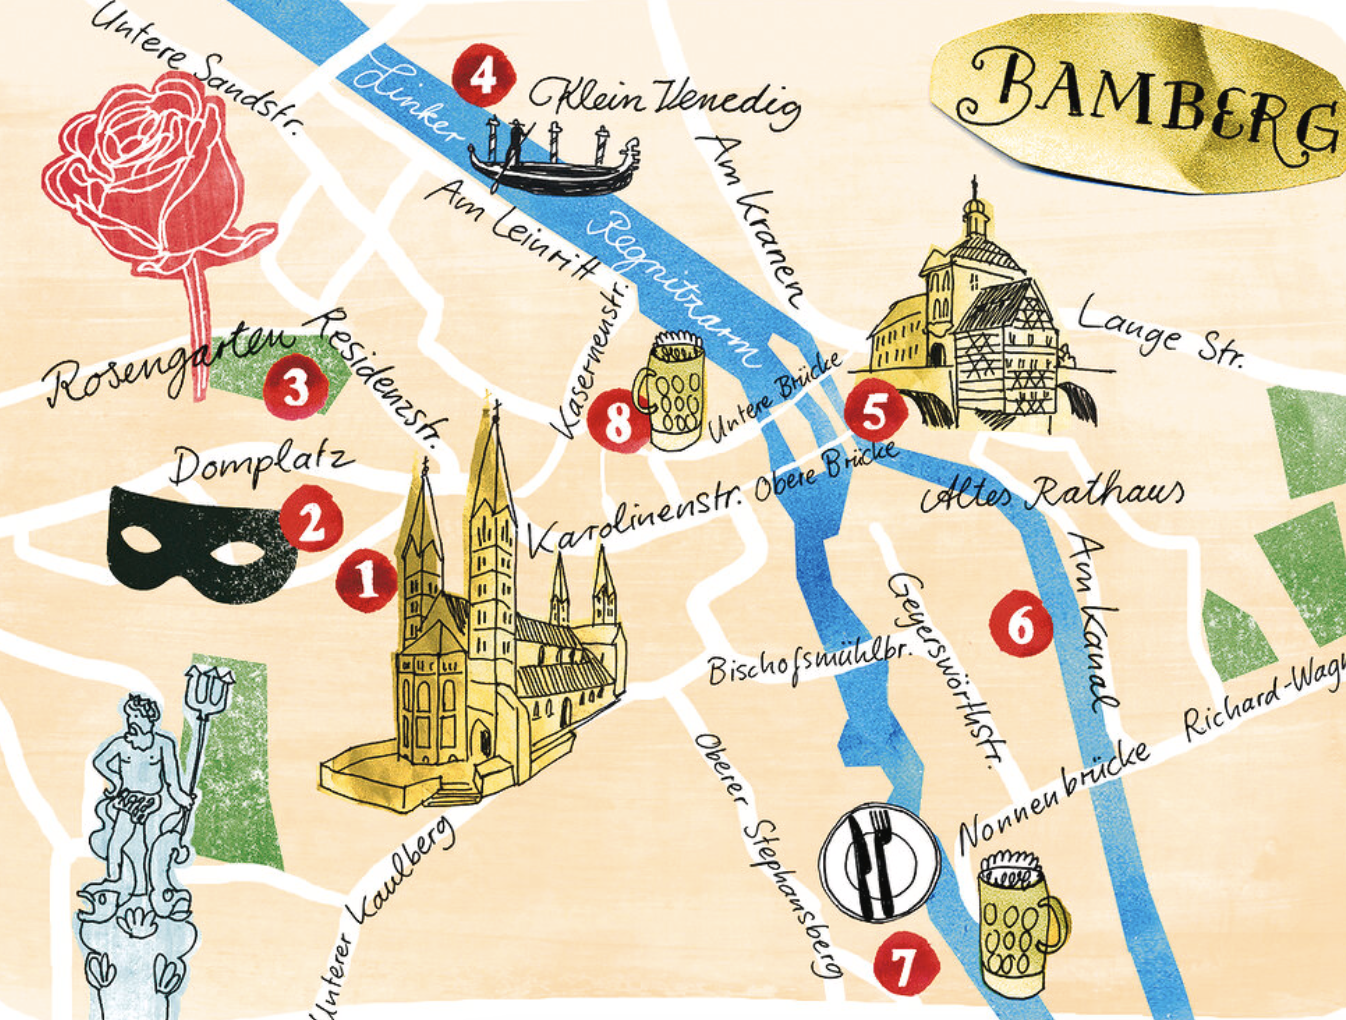 Untere Sandstr.
4
Klein Venedig
BAMBERG
Linker
Regnitzarm
Am Kranen
Am Leinritt
Kasernenstr.
Residenzstr.
Rosengarten
3
Lange Str.
8
Untere Brücke
5
Domplatz
2
Karolinenstr.
Obere Brücke
Altes Rathaus
1
Am Kanal
6
Geyerswörthstr.
Bischofsmühlbr.
Richard-Wagn
Nonnenbrücke
Oberer Stephansberg
Unterer Kaulberg
7